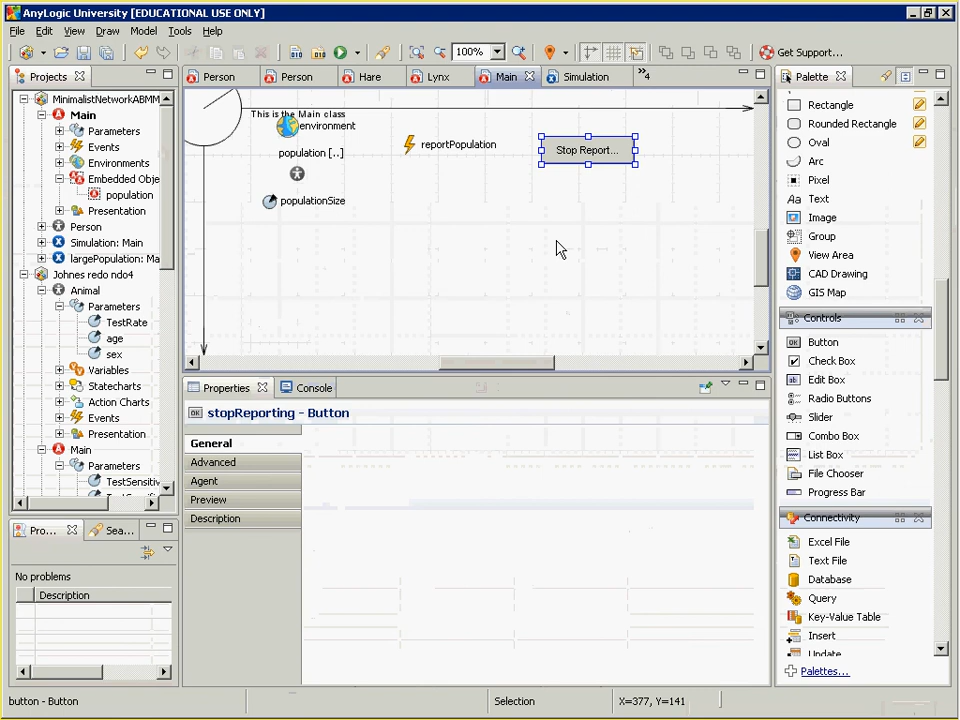 AnyLogic University [EDUCATIONAL USE ONLY]
File Edit View Draw Model Tools Help
100% Get Support...
Projects
Person Person Hare Lynx Main Simulation »4
Palette
MinimalistNetworkABMM
Main
Parameters
Events
Environments
Embedded Obje
population
Presentation
Person
Simulation: Main
largePopulation: Ma
Johnes redo ndo4
Animal
Parameters
TestRate
age
sex
Variables
Statecharts
Action Charts
Events
Presentation
Main
Parameters
TestSensitiv
This is the Main class
environment
population [..]
populationSize
reportPopulation
Stop Report...
Rectangle
Rounded Rectangle
Oval
Arc
Pixel
Text
Image
Group
View Area
CAD Drawing
GIS Map
Controls
Button
Check Box
Edit Box
Radio Buttons
Slider
Combo Box
List Box
File Chooser
Progress Bar
Connectivity
Excel File
Text File
Database
Query
Key-Value Table
Insert
Update
Palettes...
Properties Console
stopReporting - Button
General
Advanced
Agent
Preview
Description
Pro... Sea...
No problems
Description
button - Button Selection X=377, Y=141